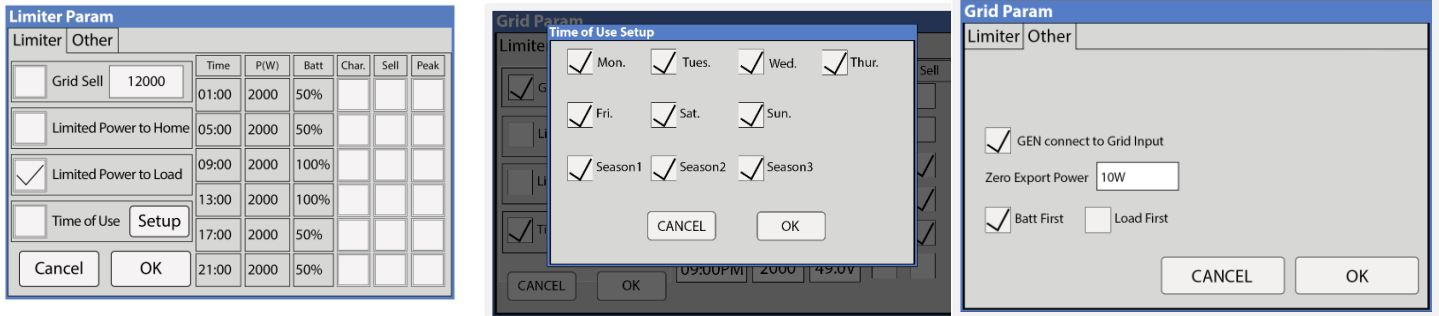 Limiter Param
Limiter Other
Time P(W) Batt Char. Sell Peak
Grid Sell 12000
01:00 2000 50%
Limited Power to Home 05:00 2000 50%
Limited Power to Load 09:00 2000 100%
13:00 2000 100%
Time of Use Setup 17:00 2000 50%
Cancel OK 21:00 2000 50%
Grid Param
Time of Use Setup
Limite
Sell
Mon. Tues. Wed. Thur.
G
Fri. Sat. Sun.
Li
Season1 Season2 Season3
Li
CANCEL OK
Ti
09:00PM 2000 49.0V
CANCEL OK
Grid Param
Limiter Other
GEN connect to Grid Input
Zero Export Power 10W
Batt First Load First
CANCEL OK